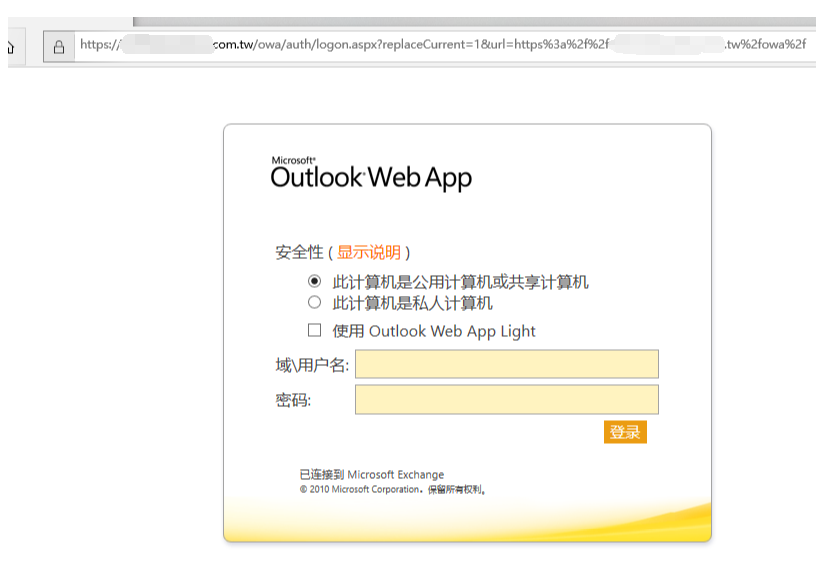 https:// com.tw/owa/auth/logon.aspx?replaceCurrent=1&url=https%3a%2f%2f .tw%2fowa%2f
Microsoft®
Outlook® Web App
安全性 ( 显示说明 )
此计算机是公用计算机或共享计算机
此计算机是私人计算机
使用 Outlook Web App Light
域\用户名:
密码:
登录
已连接到 Microsoft Exchange
© 2010 Microsoft Corporation。保留所有权利。